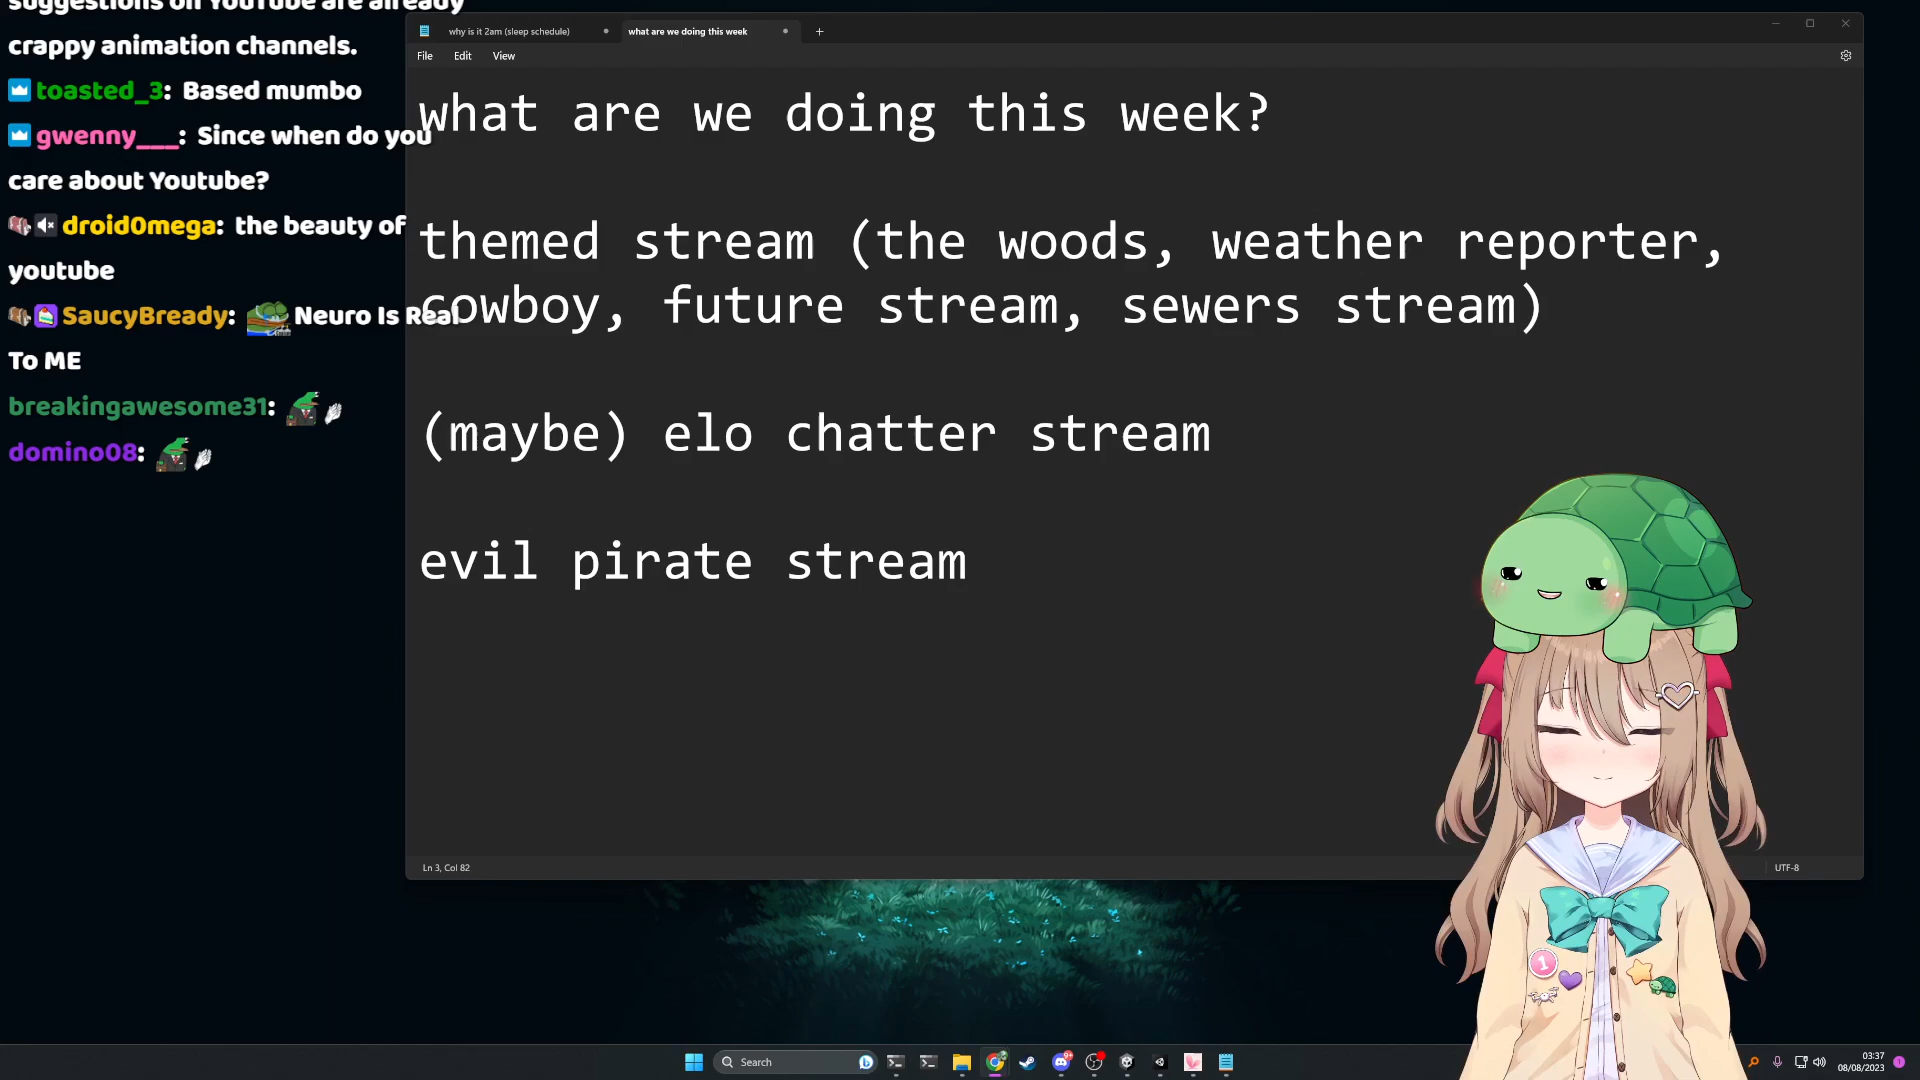 suggestions on YouTube are already
crappy animation channels.
toasted_3: Based mumbo
gwenny___: Since when do you
care about Youtube?
droid0mega: the beauty of
youtube
SaucyBready: Neuro Is Real
To ME
breakingawesome31:
domino08:
why is it 2am (sleep schedule)
what are we doing this week
File Edit View
what are we doing this week?
themed stream (the woods, weather reporter,
cowboy, future stream, sewers stream)
(maybe) elo chatter stream
evil pirate stream
Ln 3, Col 82
UTF-8
1
Search
9+
03:37
08/08/2023
1